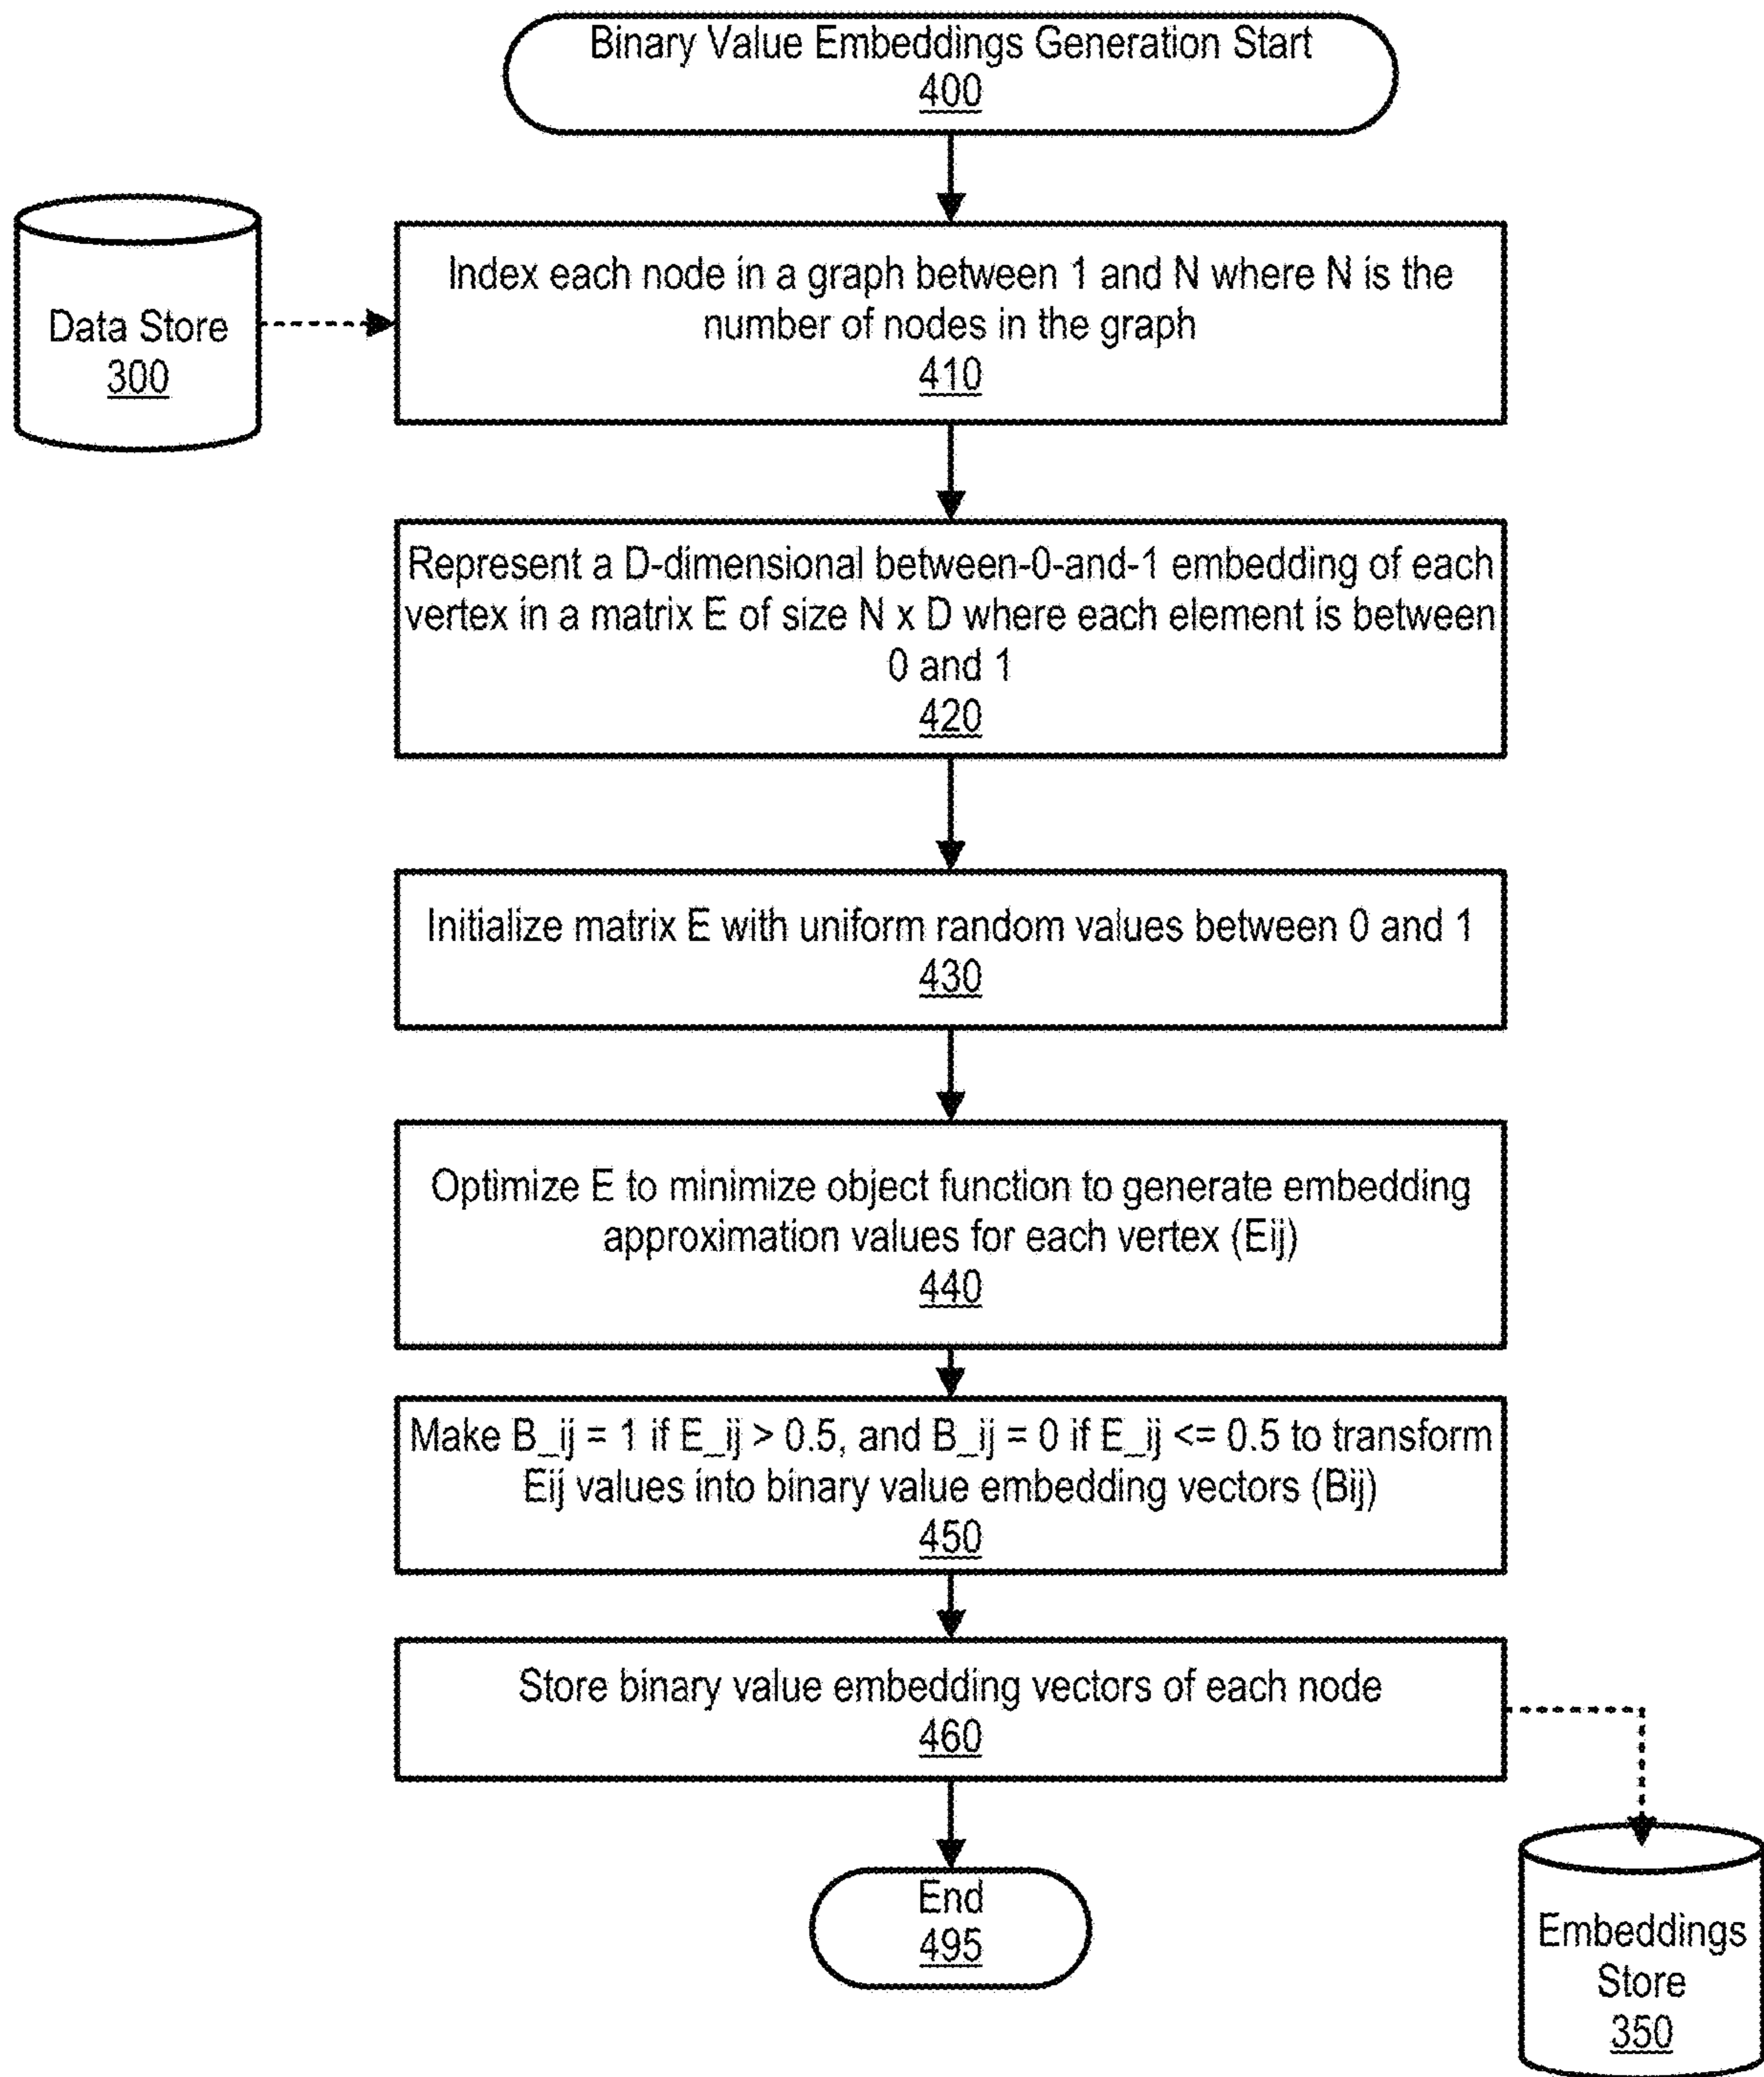 Binary Value Embeddings Generation Start
400
Data Store
300
Index each node in a graph between 1 and N where N is the
number of nodes in the graph
410
Represent a D-dimensional between-0-and-1 embedding of each
vertex in a matrix E of size N x D where each element is between
0 and 1
420
Initialize matrix E with uniform random values between 0 and 1
430
Optimize E to minimize object function to generate embedding
approximation values for each vertex (Eij)
440
Make B_ij = 1 if E_ij > 0.5, and B_ij = 0 if E_ij <= 0.5 to transform
Eij values into binary value embedding vectors (Bij)
450
Store binary value embedding vectors of each node
460
End
495
Embeddings
Store
350